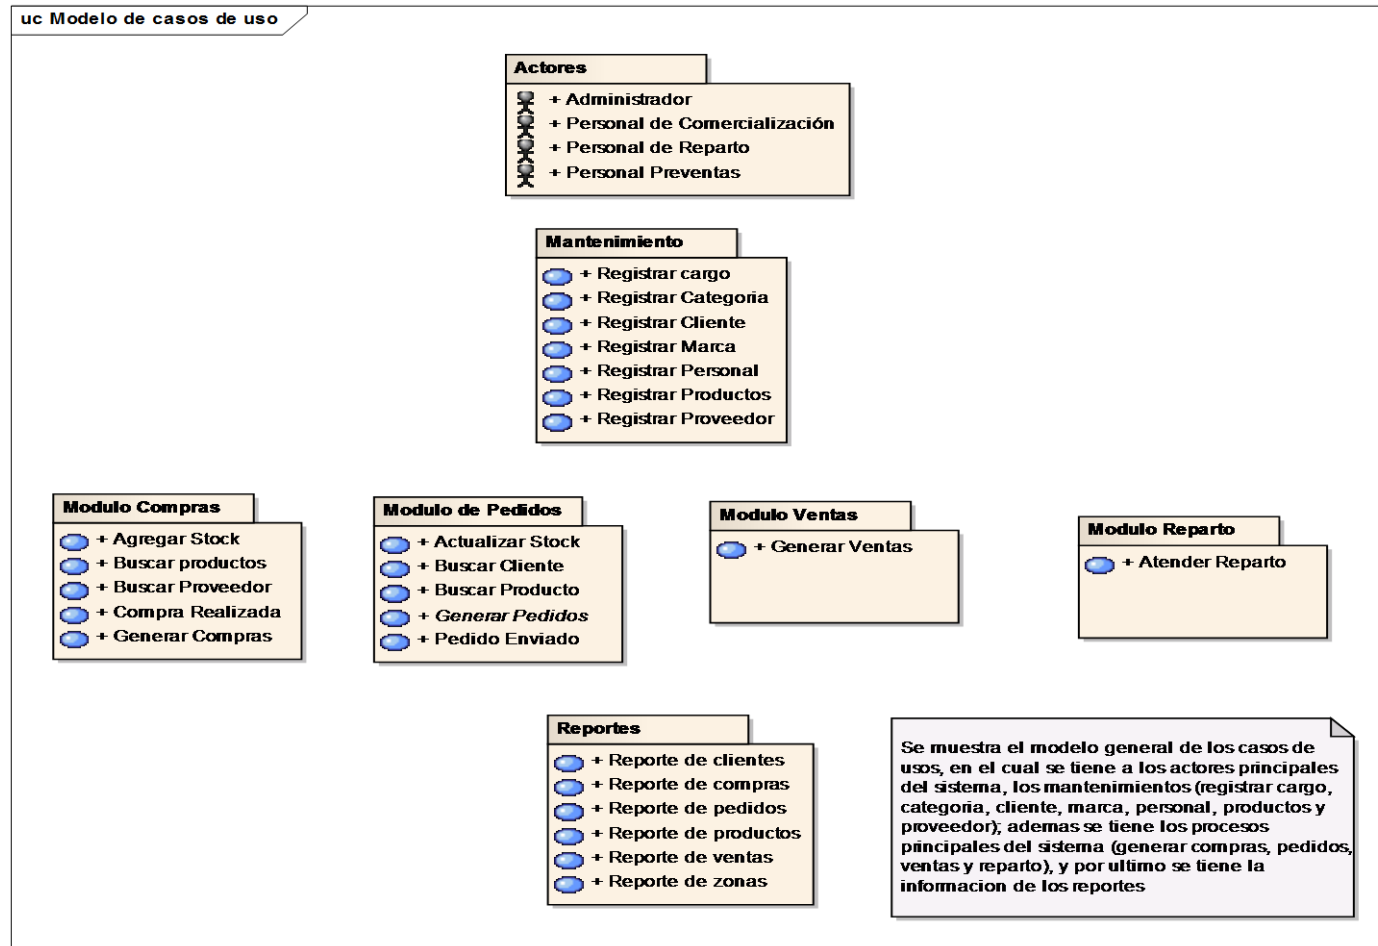 uc Modelo de casos de uso
Actores
+ Administrador
+ Personal de Comercialización
+ Personal de Reparto
+ Personal Preventas
Mantenimiento
+ Registrar cargo
+ Registrar Categoria
+ Registrar Cliente
+ Registrar Marca
+ Registrar Personal
+ Registrar Productos
+ Registrar Proveedor
Modulo Compras
+ Agregar Stock
+ Buscar productos
+ Buscar Proveedor
+ Compra Realizada
+ Generar Compras
Modulo de Pedidos
+ Actualizar Stock
+ Buscar Cliente
+ Buscar Producto
+ Generar Pedidos
+ Pedido Enviado
Modulo Ventas
+ Generar Ventas
Modulo Reparto
+ Atender Reparto
Reportes
+ Reporte de clientes
+ Reporte de compras
+ Reporte de pedidos
+ Reporte de productos
+ Reporte de ventas
+ Reporte de zonas
Se muestra el modelo general de los casos de
usos, en el cual se tiene a los actores principales
del sistema, los mantenimientos (registrar cargo,
categoria, cliente, marca, personal, productos y
proveedor); ademas se tiene los procesos
principales del sistema (generar compras, pedidos,
ventas y reparto), y por ultimo se tiene la
informacion de los reportes